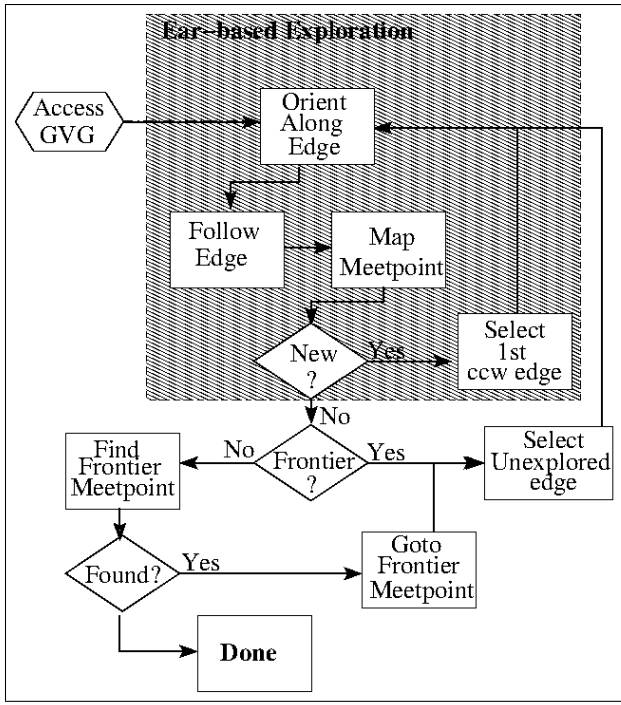 Ear--based Exploration
Access
GVG
Orient
Along
Edge
Follow
Edge
Map
Meetpoint
New
?
Yes
Select
1st
ccw edge
No
Find
Frontier
Meetpoint
No
Frontier
?
Yes
Select
Unexplored
edge
Found?
Yes
Goto
Frontier
Meetpoint
Done